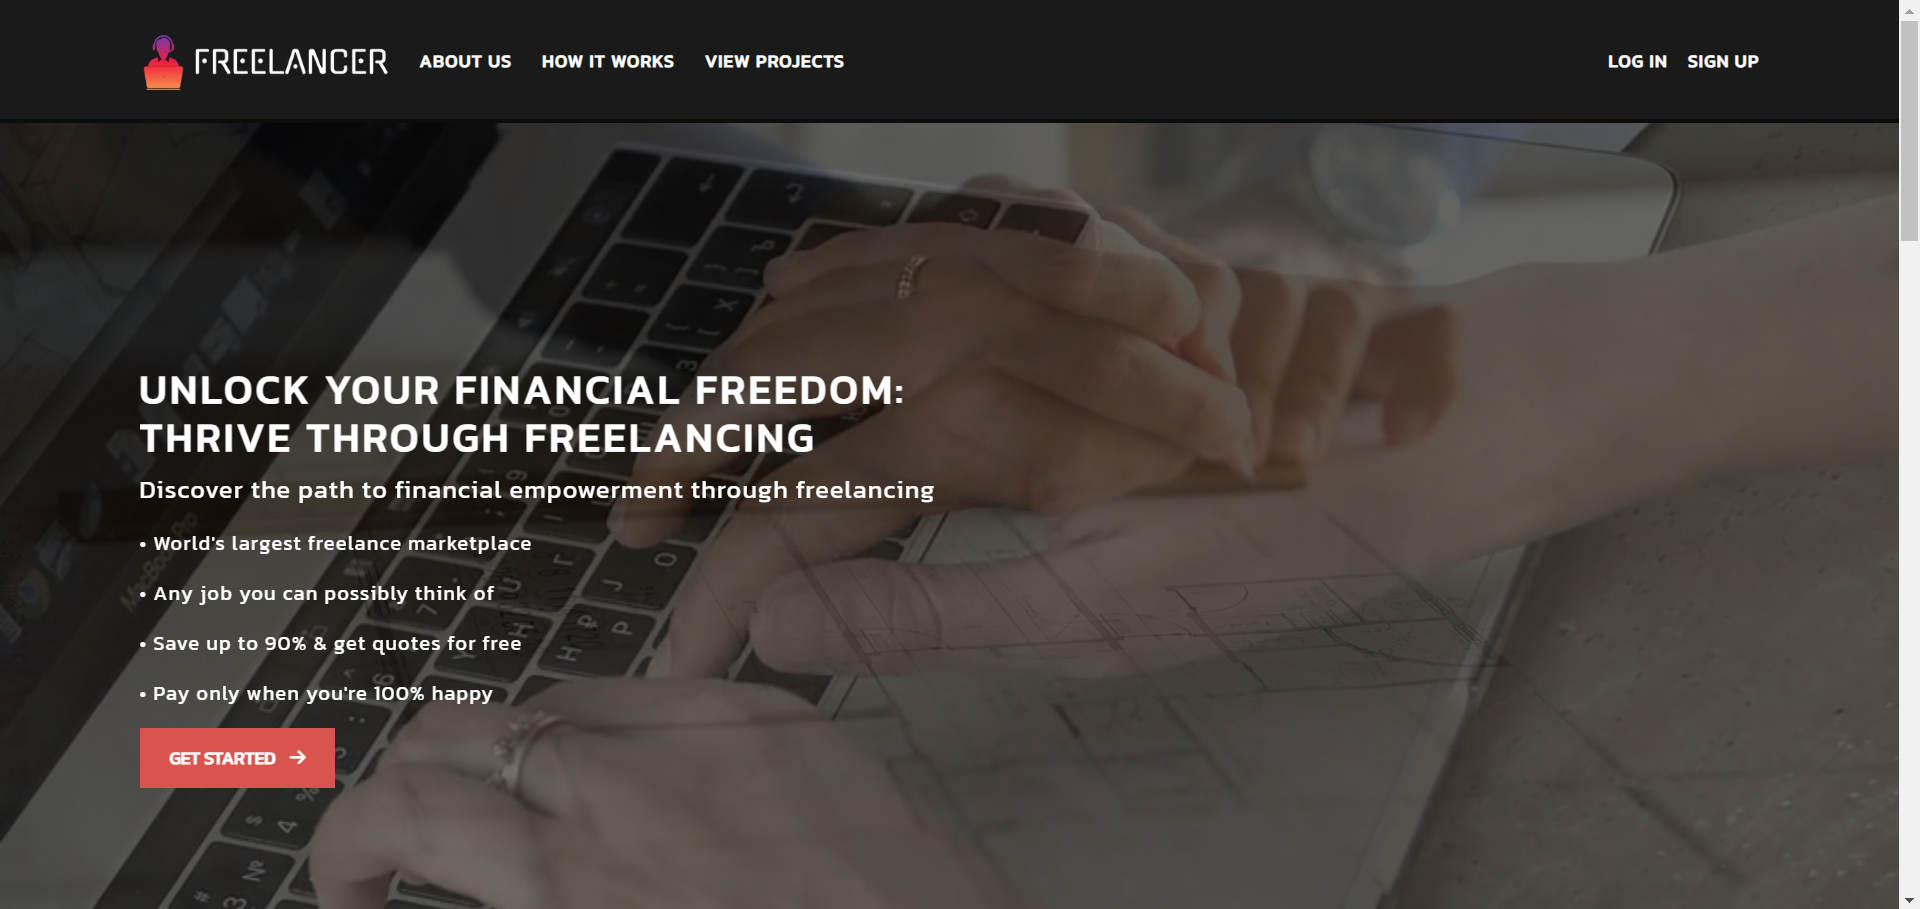 FREELANCER
ABOUT US
HOW IT WORKS
VIEW PROJECTS
LOG IN
SIGN UP
UNLOCK YOUR FINANCIAL FREEDOM:
THRIVE THROUGH FREELANCING
Discover the path to financial empowerment through freelancing
• World's largest freelance marketplace
• Any job you can possibly think of
• Save up to 90% & get quotes for free
• Pay only when you're 100% happy
GET STARTED →
MacBook Pro